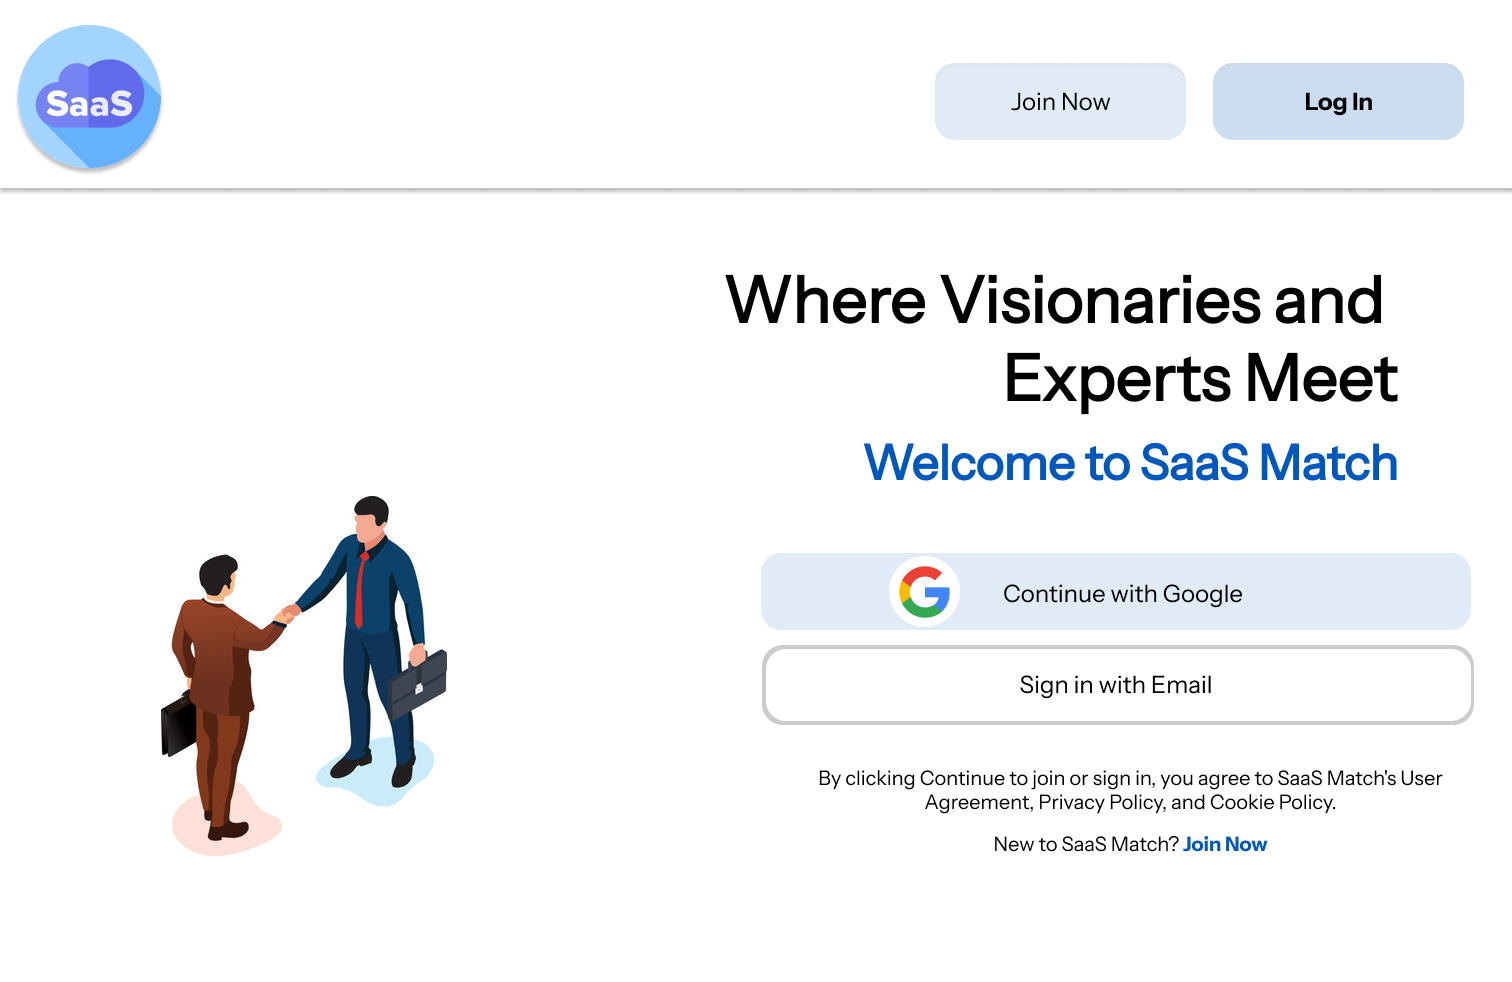 SaaS
Join Now
Log In
Where Visionaries and
Experts Meet
Welcome to SaaS Match
Continue with Google
Sign in with Email
By clicking Continue to join or sign in, you agree to SaaS Match's User
Agreement, Privacy Policy, and Cookie Policy.
New to SaaS Match? Join Now